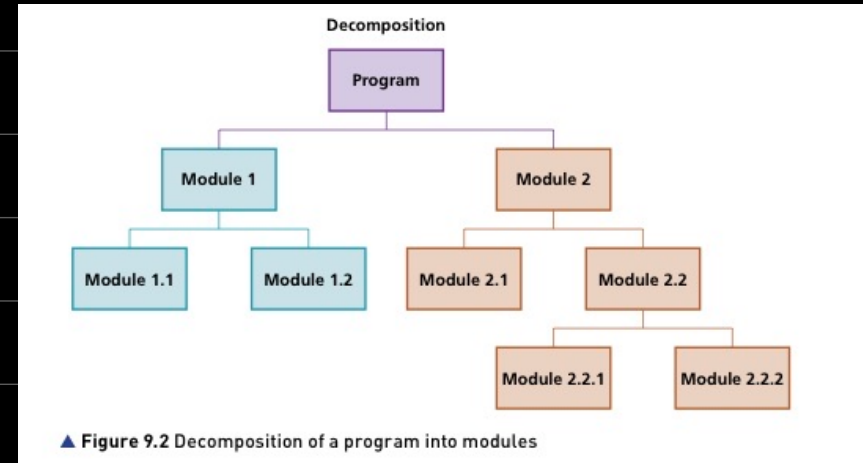 Decomposition
Program
Module 1
Module 2
Module 1.1
Module 1.2
Module 2.1
Module 2.2
Module 2.2.1
Module 2.2.2
▲ Figure 9.2 Decomposition of a program into modules